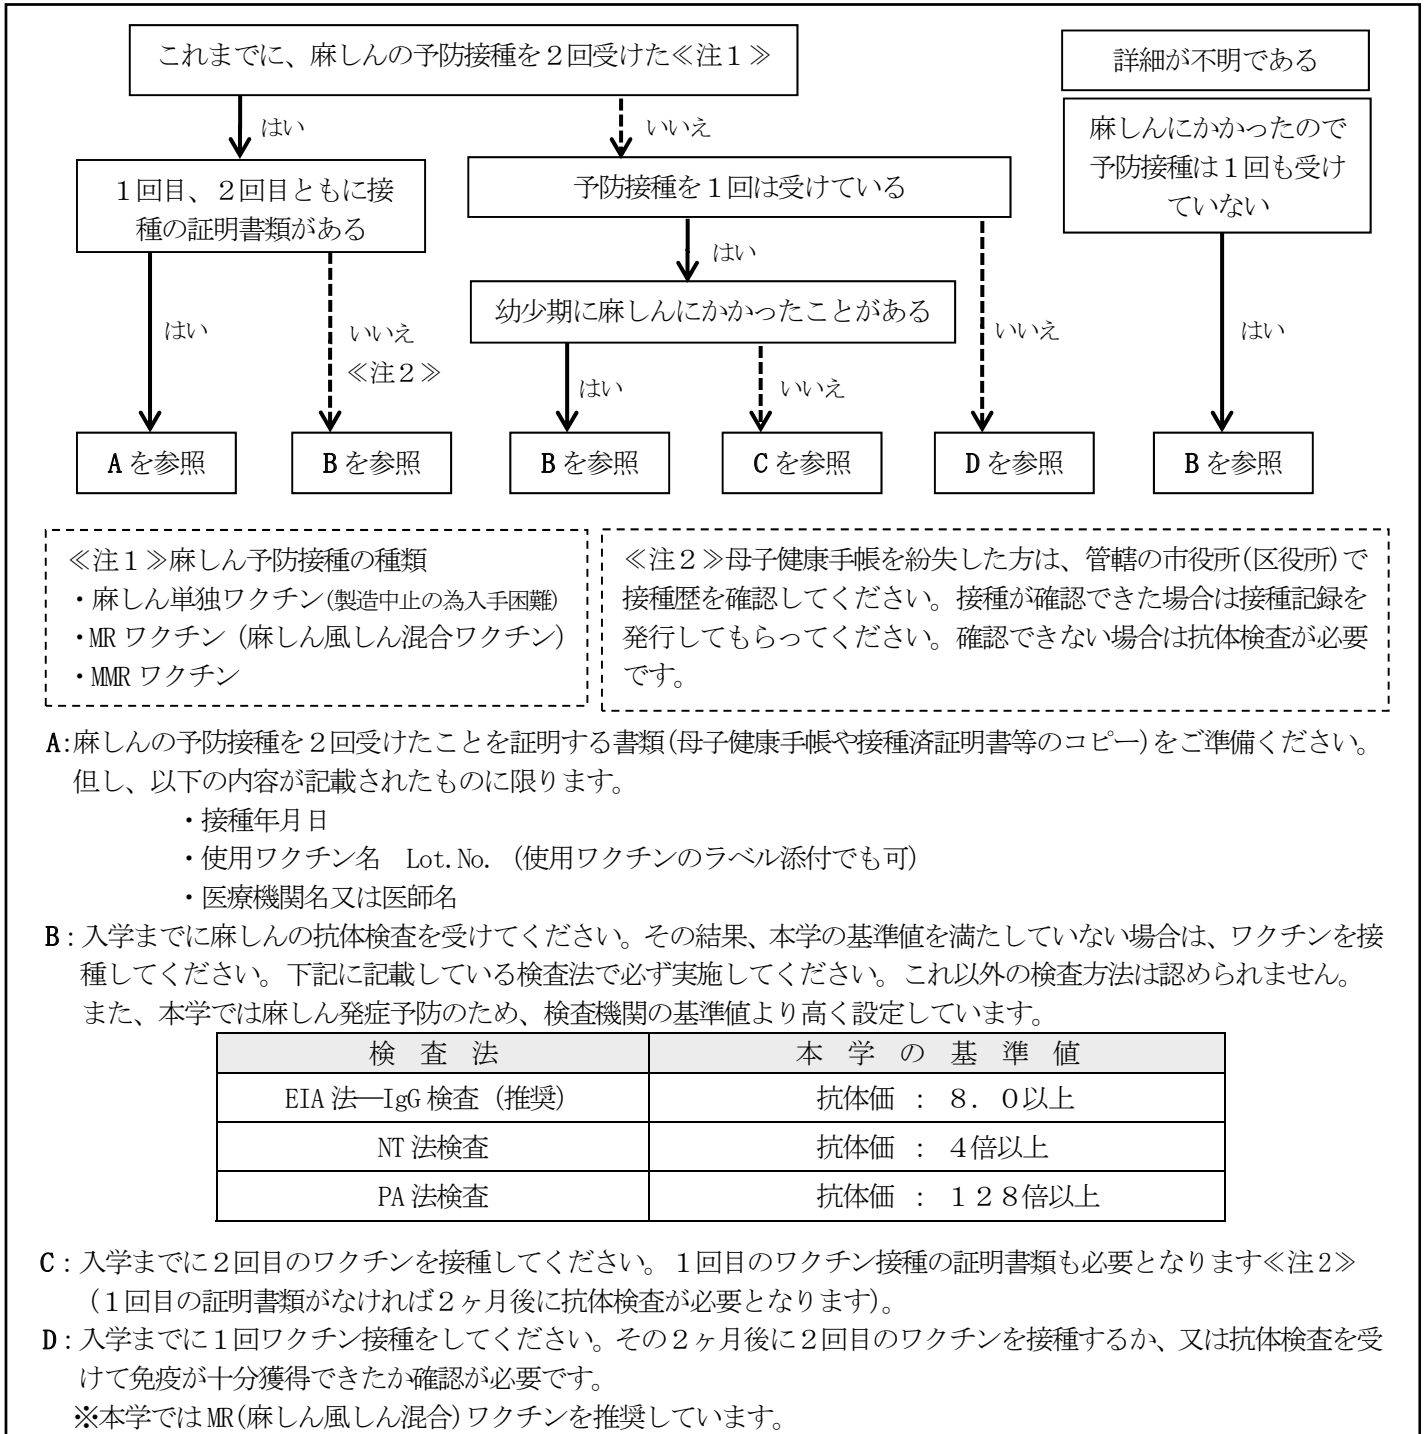 これまでに、麻しんの予防接種を２回受けた≪注１≫
詳細が不明である
はい
いいえ
麻しんにかかったので
予防接種は１回も受け
ていない
１回目、２回目ともに接
種の証明書類がある
予防接種を１回は受けている
はい
幼少期に麻しんにかかったことがある
はい
いいえ
≪注２≫
はい
いいえ
いいえ
はい
A を参照
B を参照
B を参照
C を参照
D を参照
B を参照
≪注１≫麻しん予防接種の種類
・麻しん単独ワクチン(製造中止の為入手困難)
・MR ワクチン（麻しん風しん混合ワクチン）
・MMR ワクチン
≪注２≫母子健康手帳を紛失した方は、管轄の市役所(区役所)で
接種歴を確認してください。接種が確認できた場合は接種記録を
発行してもらってください。確認できない場合は抗体検査が必要
です。
A:麻しんの予防接種を２回受けたことを証明する書類(母子健康手帳や接種済証明書等のコピー)をご準備ください。
但し、以下の内容が記載されたものに限ります。
・接種年月日
・使用ワクチン名　Lot.No.（使用ワクチンのラベル添付でも可）
・医療機関名又は医師名
B：入学までに麻しんの抗体検査を受けてください。その結果、本学の基準値を満たしていない場合は、ワクチンを接
種してください。下記に記載している検査法で必ず実施してください。これ以外の検査方法は認められません。
また、本学では麻しん発症予防のため、検査機関の基準値より高く設定しています。
検　査　法　本　学　の　基　準　値
EIA 法―IgG 検査（推奨）　抗体価　：　８．０以上
NT 法検査　抗体価　：　４倍以上
PA 法検査　抗体価　：　１２８倍以上
C：入学までに２回目のワクチンを接種してください。１回目のワクチン接種の証明書類も必要となります≪注2≫
（１回目の証明書類がなければ２ヶ月後に抗体検査が必要となります）。
D：入学までに１回ワクチン接種をしてください。その２ヶ月後に２回目のワクチンを接種するか、又は抗体検査を受
けて免疫が十分獲得できたか確認が必要です。
※本学では MR(麻しん風しん混合)ワクチンを推奨しています。